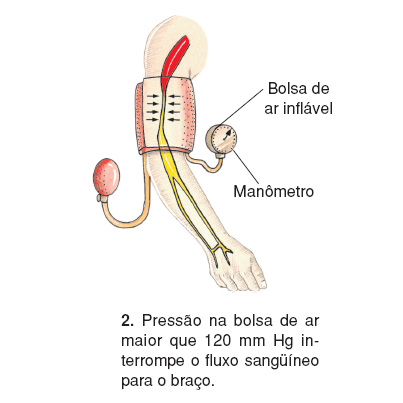 Bolsa de
ar inflável
Manômetro
2. Pressão na bolsa de ar
maior que 120 mm Hg in-
terrompe o fluxo sangüíneo
para o braço.